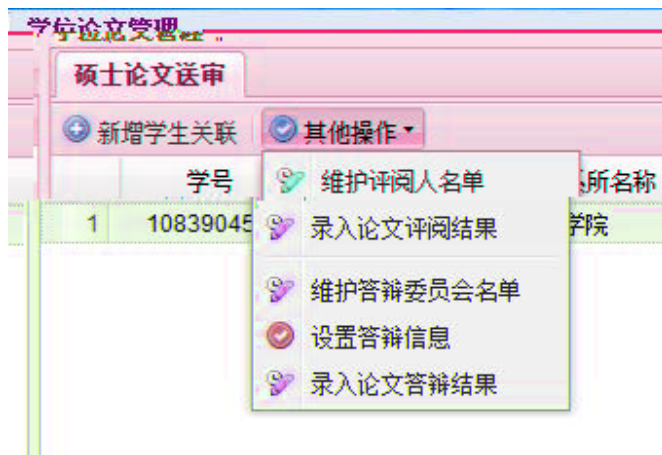 学位论文管理
硕士论文送审
新增学生关联 其他操作
学号 所名称
1 10839045 学院
维护评阅人名单
录入论文评阅结果
维护答辩委员会名单
设置答辩信息
录入论文答辩结果